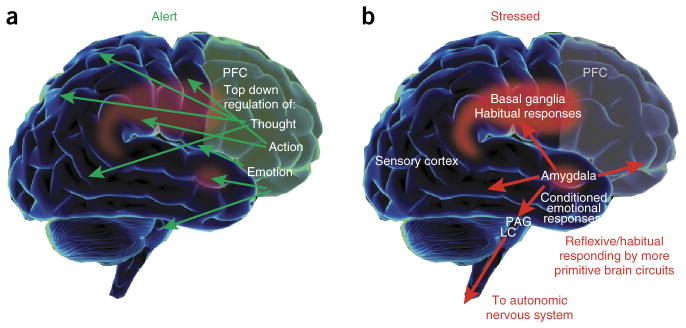 a
Alert
PFC
Top down
regulation of:
Thought
Action
Emotion
b
Stressed
PFC
Basal ganglia
Habitual responses
Sensory cortex
Amygdala
Conditioned
emotional
responses
PAG
LC
Reflexive/habitual
responding by more
primitive brain circuits
To autonomic
nervous system